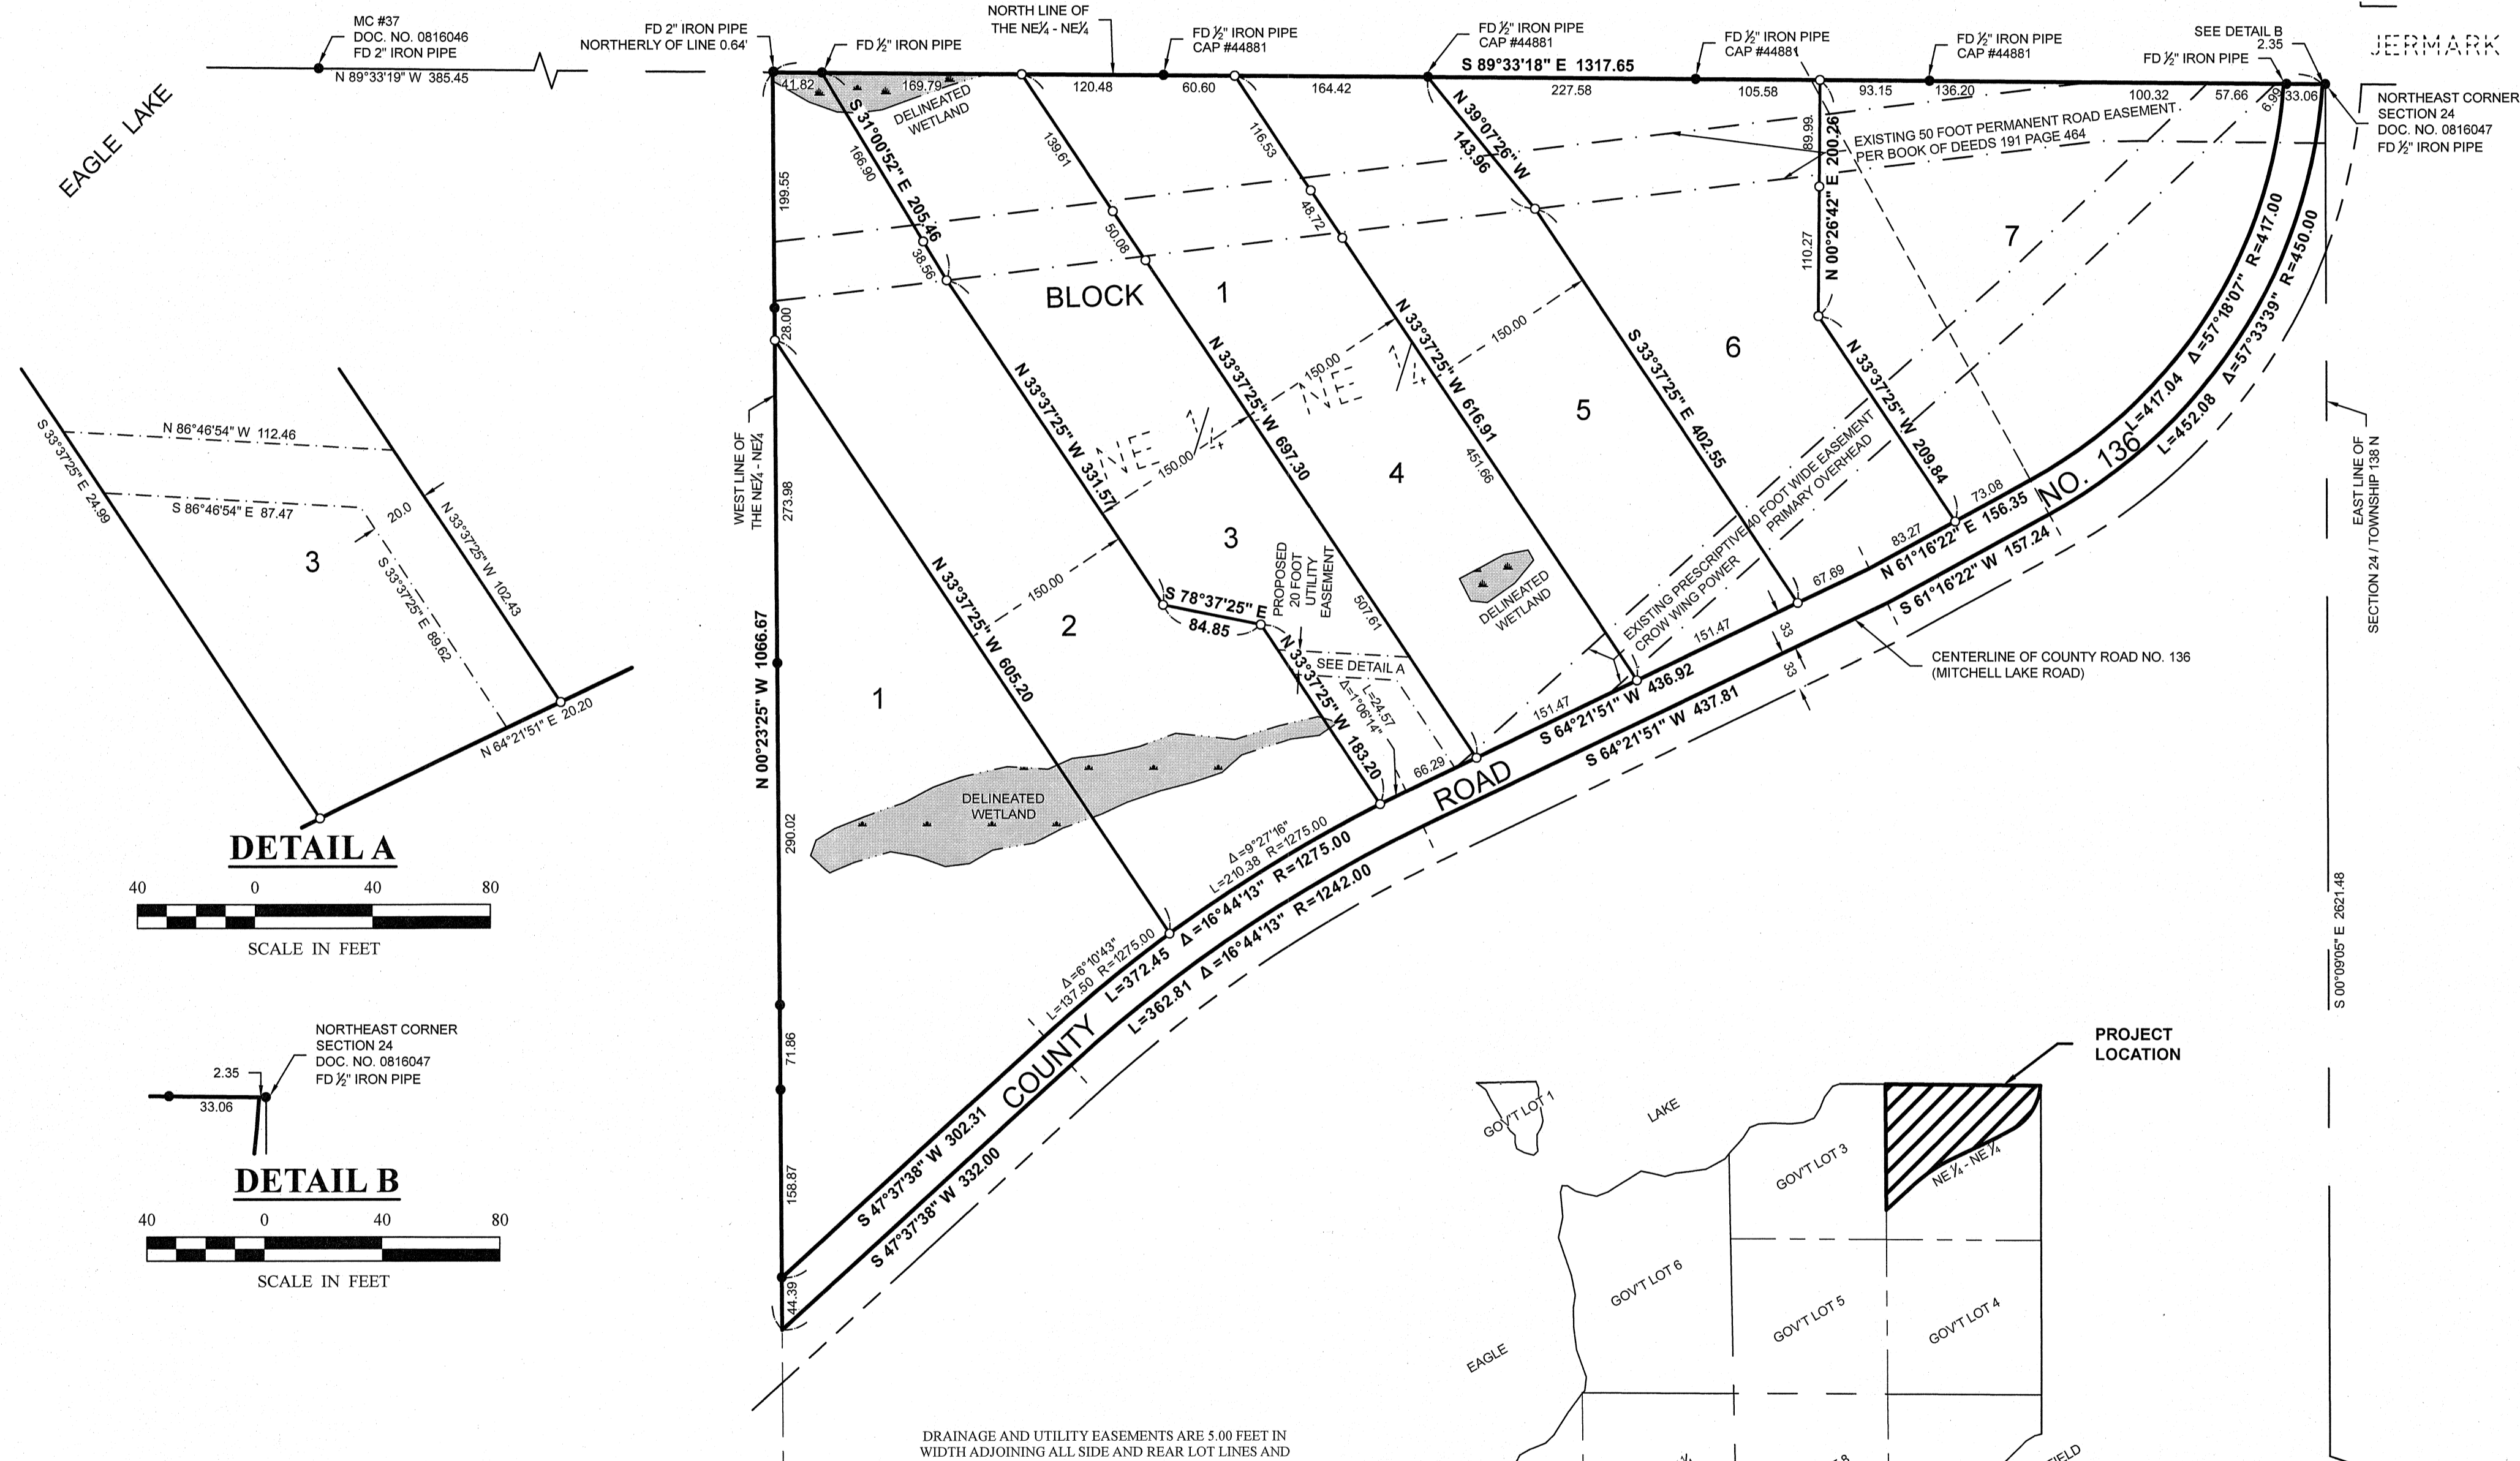 MC #37
DOC. NO. 0816046
FD 2" IRON PIPE
N 89°33'19" W 385.45
EAGLE LAKE
FD 2" IRON PIPE
NORTHERLY OF LINE 0.64'
FD ½" IRON PIPE
NORTH LINE OF
THE NE¼ - NE¼
FD ½" IRON PIPE
CAP #44881
FD ½" IRON PIPE
CAP #44881
S 89°33'18" E 1317.65
FD ½" IRON PIPE
CAP #44881
FD ½" IRON PIPE
CAP #44881
SEE DETAIL B
2.35
FD ½" IRON PIPE
JERMARK
NORTHEAST CORNER
SECTION 24
DOC. NO. 0816047
FD ½" IRON PIPE
41.82
169.79
120.48
60.60
164.42
227.58
105.58
93.15
136.20
100.32
57.66
6.99
33.06
DELINEATED
WETLAND
S 31°00'52" E 205.46
166.90
38.56
139.61
50.08
116.53
48.72
N 39°07'26" W
143.96
89.99
110.27
N 00°26'42" E 200.26
EXISTING 50 FOOT PERMANENT ROAD EASEMENT
PER BOOK OF DEEDS 191 PAGE 464
199.55
28.00
BLOCK 1
7
6
5
4
3
2
1
NE ¼
NE ¼
150.00
150.00
150.00
150.00
WEST LINE OF
THE NE¼ - NE¼
273.98
N 00°23'25" W 1066.67
290.02
71.86
158.87
44.39
N 33°37'25" W 605.20
N 33°37'25" W 331.57
N 33°37'25" W 697.30
507.61
N 33°37'25" W 616.91
451.66
S 33°37'25" E 402.55
N 33°37'25" W 209.84
S 78°37'25" E
84.85
PROPOSED
20 FOOT
UTILITY
EASEMENT
SEE DETAIL A
N 33°37'25" W 183.20
L=24.57
Δ=1°06'14"
66.29
DELINEATED
WETLAND
DELINEATED
WETLAND
EXISTING PRESCRIPTIVE 40 FOOT WIDE EASEMENT
CROW WING POWER PRIMARY OVERHEAD
L=417.04 Δ=57°18'07" R=417.00
L=452.08 Δ=57°33'39" R=450.00
73.08
83.27
N 61°16'22" E 156.35
S 61°16'22" W 157.24
67.69
151.47
151.47
33
33
S 64°21'51" W 436.92
S 64°21'51" W 437.81
COUNTY ROAD NO. 136
CENTERLINE OF COUNTY ROAD NO. 136
(MITCHELL LAKE ROAD)
Δ=9°27'16"
L=210.38 R=1275.00
Δ=6°10'43"
L=137.50 R=1275.00
L=372.45 Δ=16°44'13" R=1275.00
L=362.81 Δ=16°44'13" R=1242.00
S 47°37'38" W 302.31
S 47°37'38" W 332.00
EAST LINE OF
SECTION 24 / TOWNSHIP 138 N
S 00°09'05" E 2621.48
N 86°46'54" W 112.46
S 33°37'25" E 24.99
S 86°46'54" E 87.47
20.0
3
N 33°37'25" W 102.43
S 33°37'25" E 89.62
N 64°21'51" E 20.20
DETAIL A
40 0 40 80
SCALE IN FEET
NORTHEAST CORNER
SECTION 24
DOC. NO. 0816047
FD ½" IRON PIPE
2.35
33.06
DETAIL B
40 0 40 80
SCALE IN FEET
PROJECT
LOCATION
GOV'T LOT 1
LAKE
GOV'T LOT 3
NE ¼ - NE ¼
GOV'T LOT 6
GOV'T LOT 5
GOV'T LOT 4
EAGLE
DRAINAGE AND UTILITY EASEMENTS ARE 5.00 FEET IN
WIDTH ADJOINING ALL SIDE AND REAR LOT LINES AND